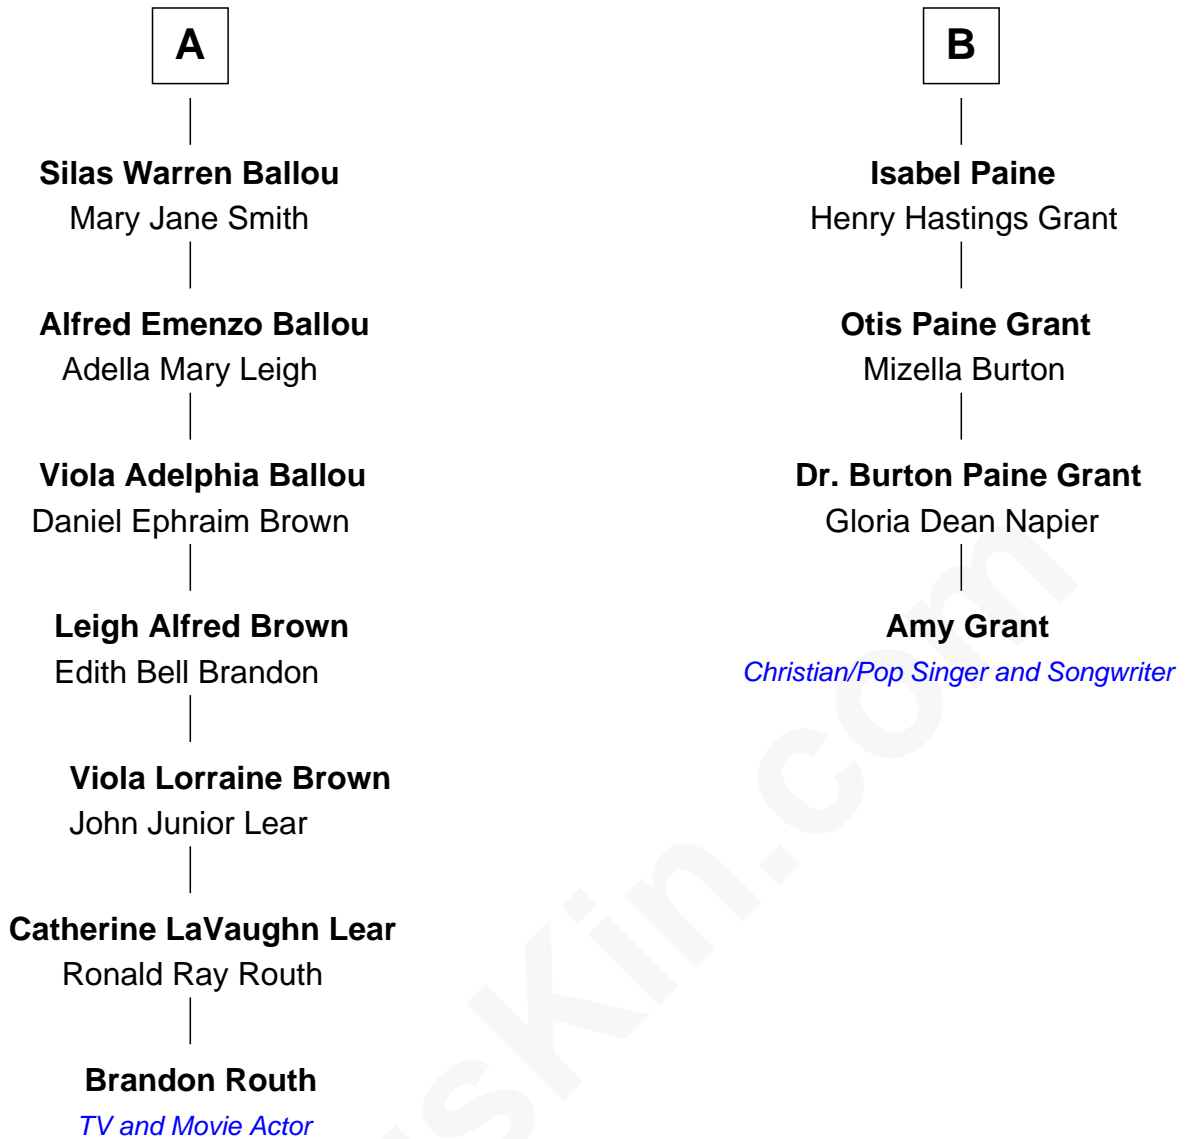 A
Silas Warren Ballou
Mary Jane Smith
Alfred Emenzo Ballou
Adella Mary Leigh
Viola Adelphia Ballou
Daniel Ephraim Brown
Leigh Alfred Brown
Edith Bell Brandon
Viola Lorraine Brown
John Junior Lear
Catherine LaVaughn Lear
Ronald Ray Routh
Brandon Routh
TV and Movie Actor
B
Isabel Paine
Henry Hastings Grant
Otis Paine Grant
Mizella Burton
Dr. Burton Paine Grant
Gloria Dean Napier
Amy Grant
Christian/Pop Singer and Songwriter
sKin.com